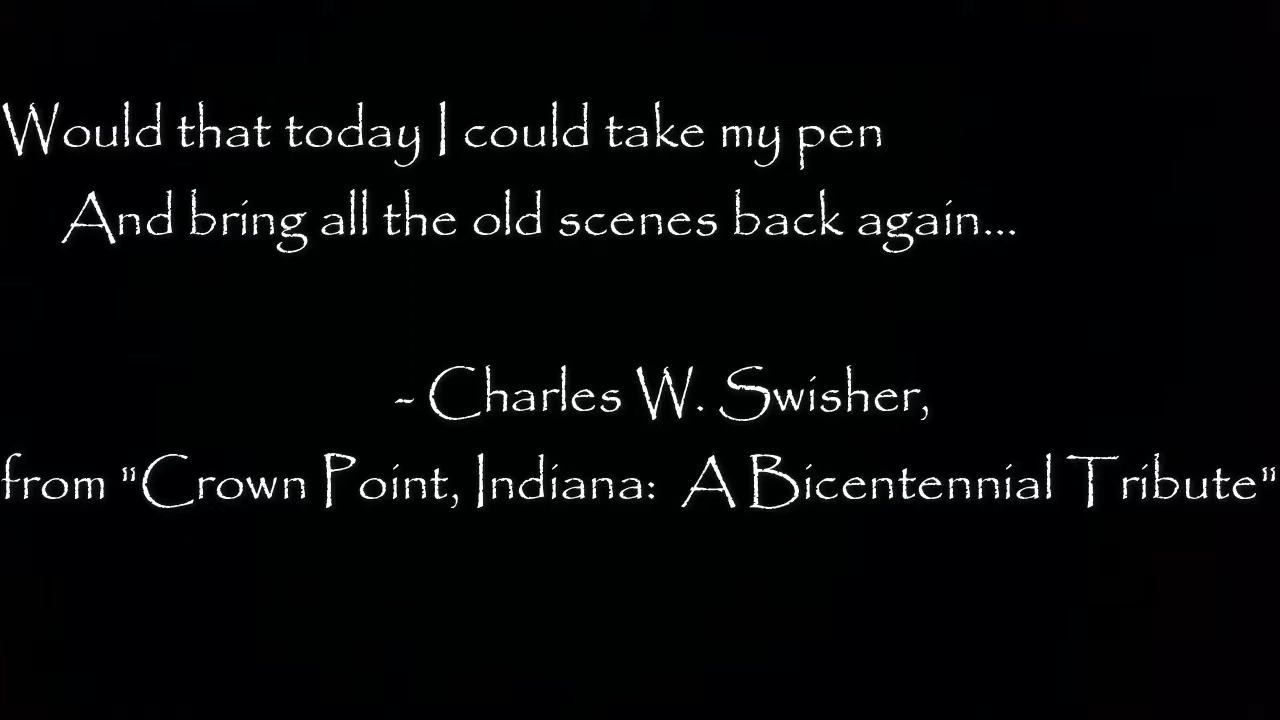 Would that today I could take my pen
And bring all the old scenes back again...
- Charles W. Swisher,
from "Crown Point, Indiana:  A Bicentennial Tribute"